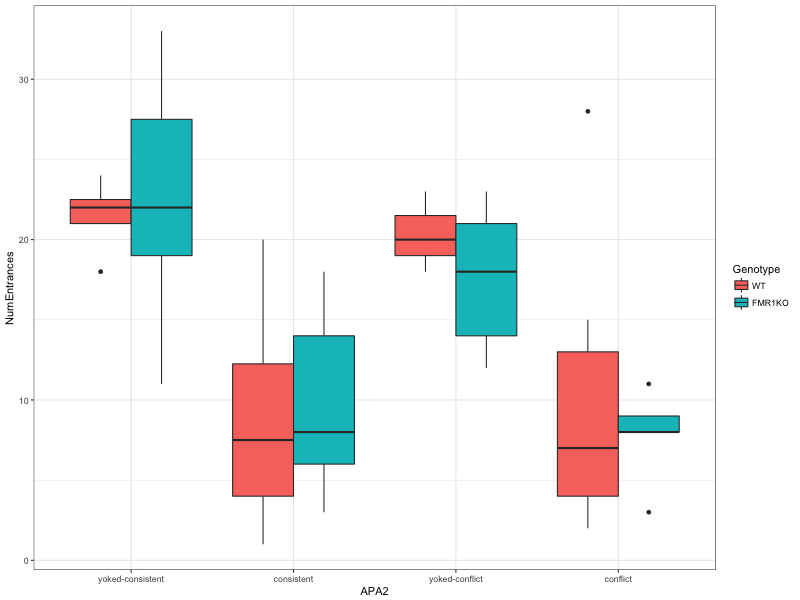 NumEntrances
30
20
10
0
yoked-consistent consistent yoked-conflict conflict
APA2
Genotype
WT
FMR1KO